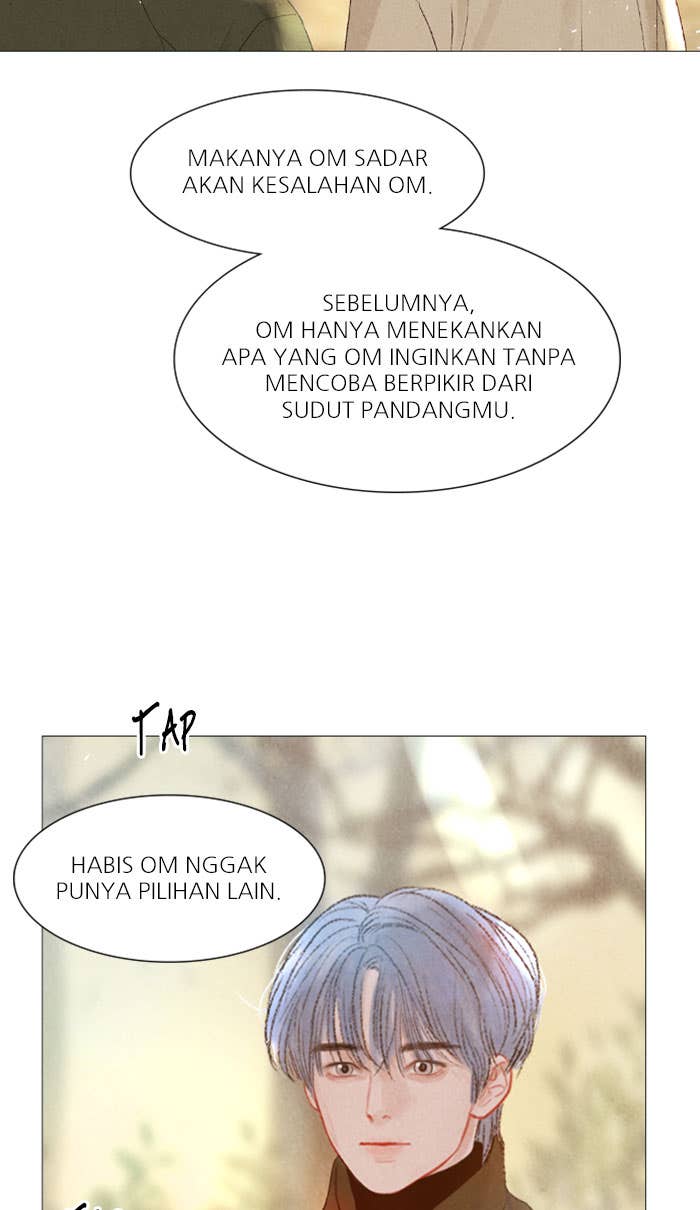 MAKANYA OM SADAR
AKAN KESALAHAN OM.
SEBELUMNYA,
OM HANYA MENEKANKAN
APA YANG OM INGINKAN TANPA
MENCOBA BERPIKIR DARI
SUDUT PANDANGMU.
TAP
HABIS OM NGGAK
PUNYA PILIHAN LAIN.